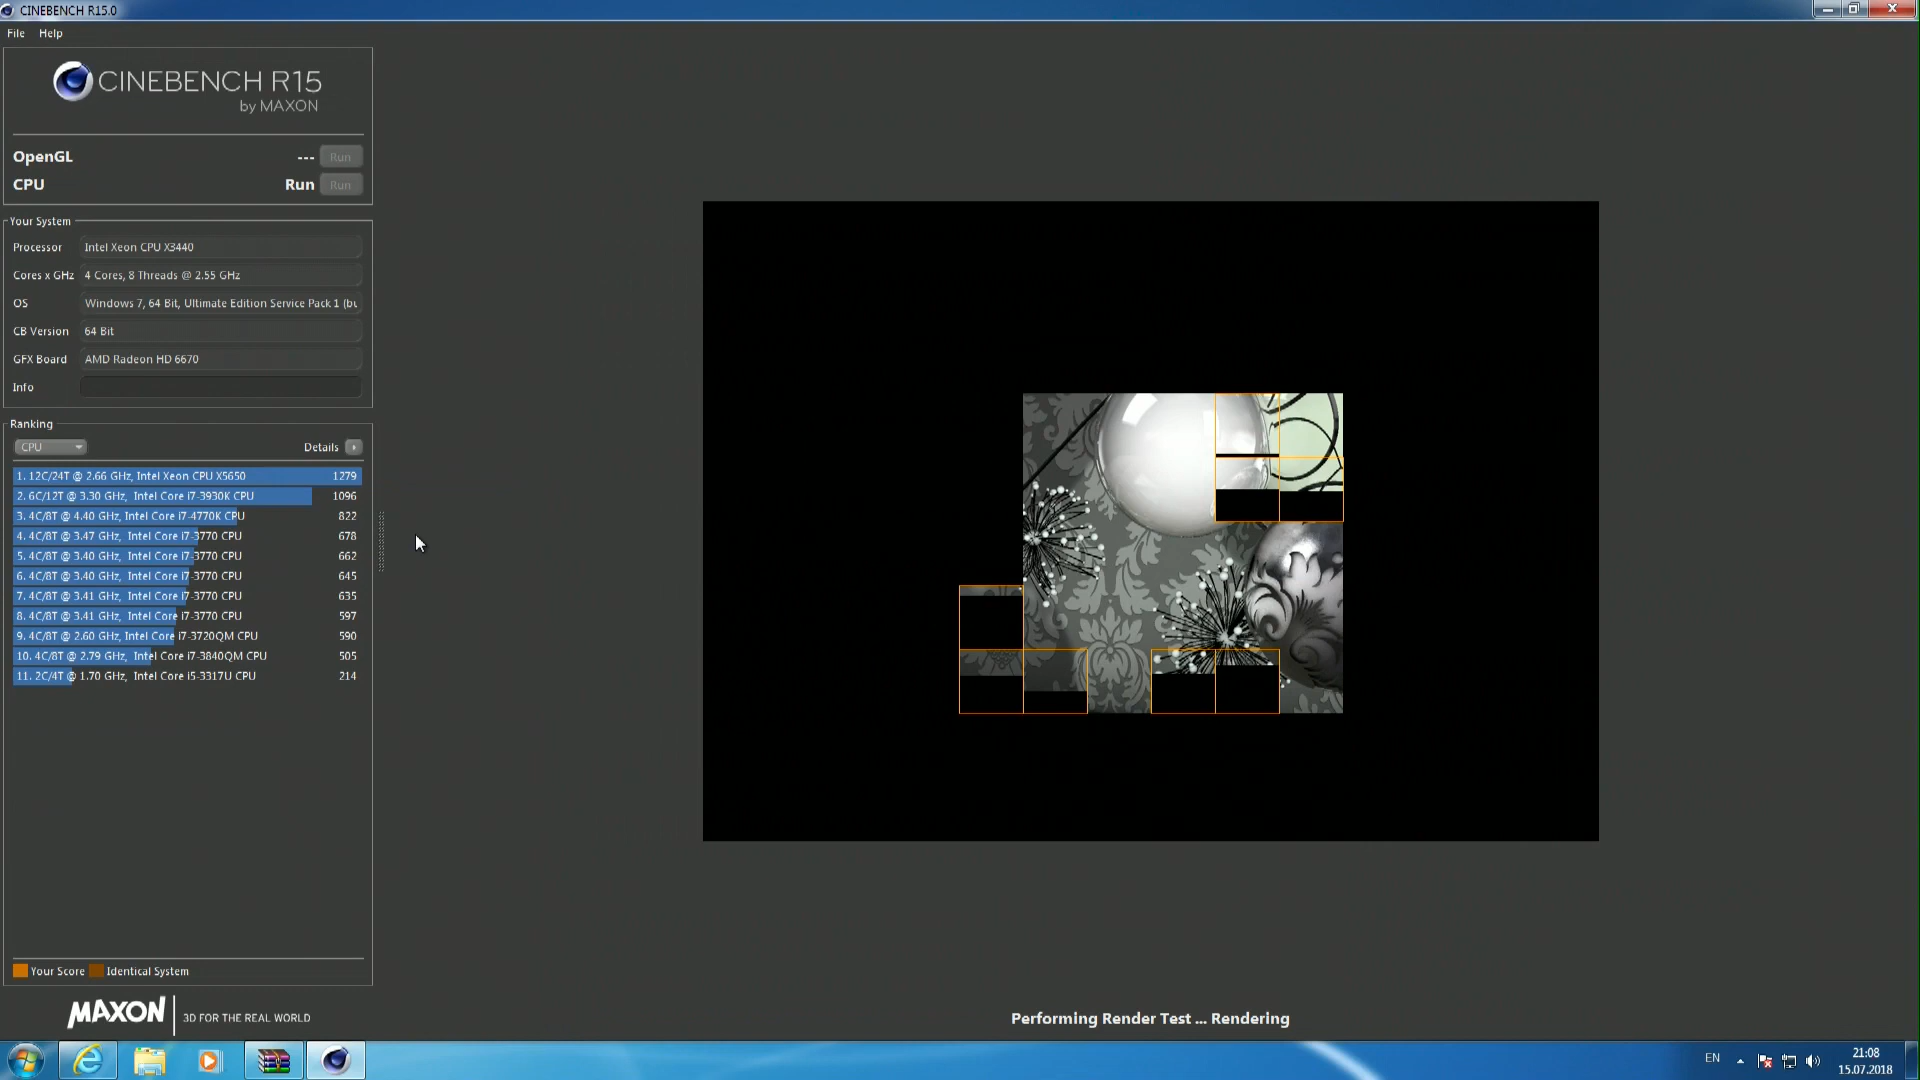 CINEBENCH R15.0
File Help
CINEBENCH R15
by MAXON
OpenGL --- Run
CPU Run Run
Your System
Processor Intel Xeon CPU X3440
Cores x GHz 4 Cores, 8 Threads @ 2.55 GHz
OS Windows 7, 64 Bit, Ultimate Edition Service Pack 1 (bu
CB Version 64 Bit
GFX Board AMD Radeon HD 6670
Info
Ranking
CPU Details +
1. 12C/24T @ 2.66 GHz, Intel Xeon CPU X5650 1279
2. 6C/12T @ 3.30 GHz, Intel Core i7-3930K CPU 1096
3. 4C/8T @ 4.40 GHz, Intel Core i7-4770K CPU 822
4. 4C/8T @ 3.47 GHz, Intel Core i7-3770 CPU 678
5. 4C/8T @ 3.40 GHz, Intel Core i7-3770 CPU 662
6. 4C/8T @ 3.40 GHz, Intel Core i7-3770 CPU 645
7. 4C/8T @ 3.41 GHz, Intel Core i7-3770 CPU 635
8. 4C/8T @ 3.41 GHz, Intel Core i7-3770 CPU 597
9. 4C/8T @ 2.60 GHz, Intel Core i7-3720QM CPU 590
10. 4C/8T @ 2.79 GHz, Intel Core i7-3840QM CPU 505
11. 2C/4T @ 1.70 GHz, Intel Core i5-3317U CPU 214
Your Score Identical System
MAXON 3D FOR THE REAL WORLD
Performing Render Test ... Rendering
EN
21:08
15.07.2018